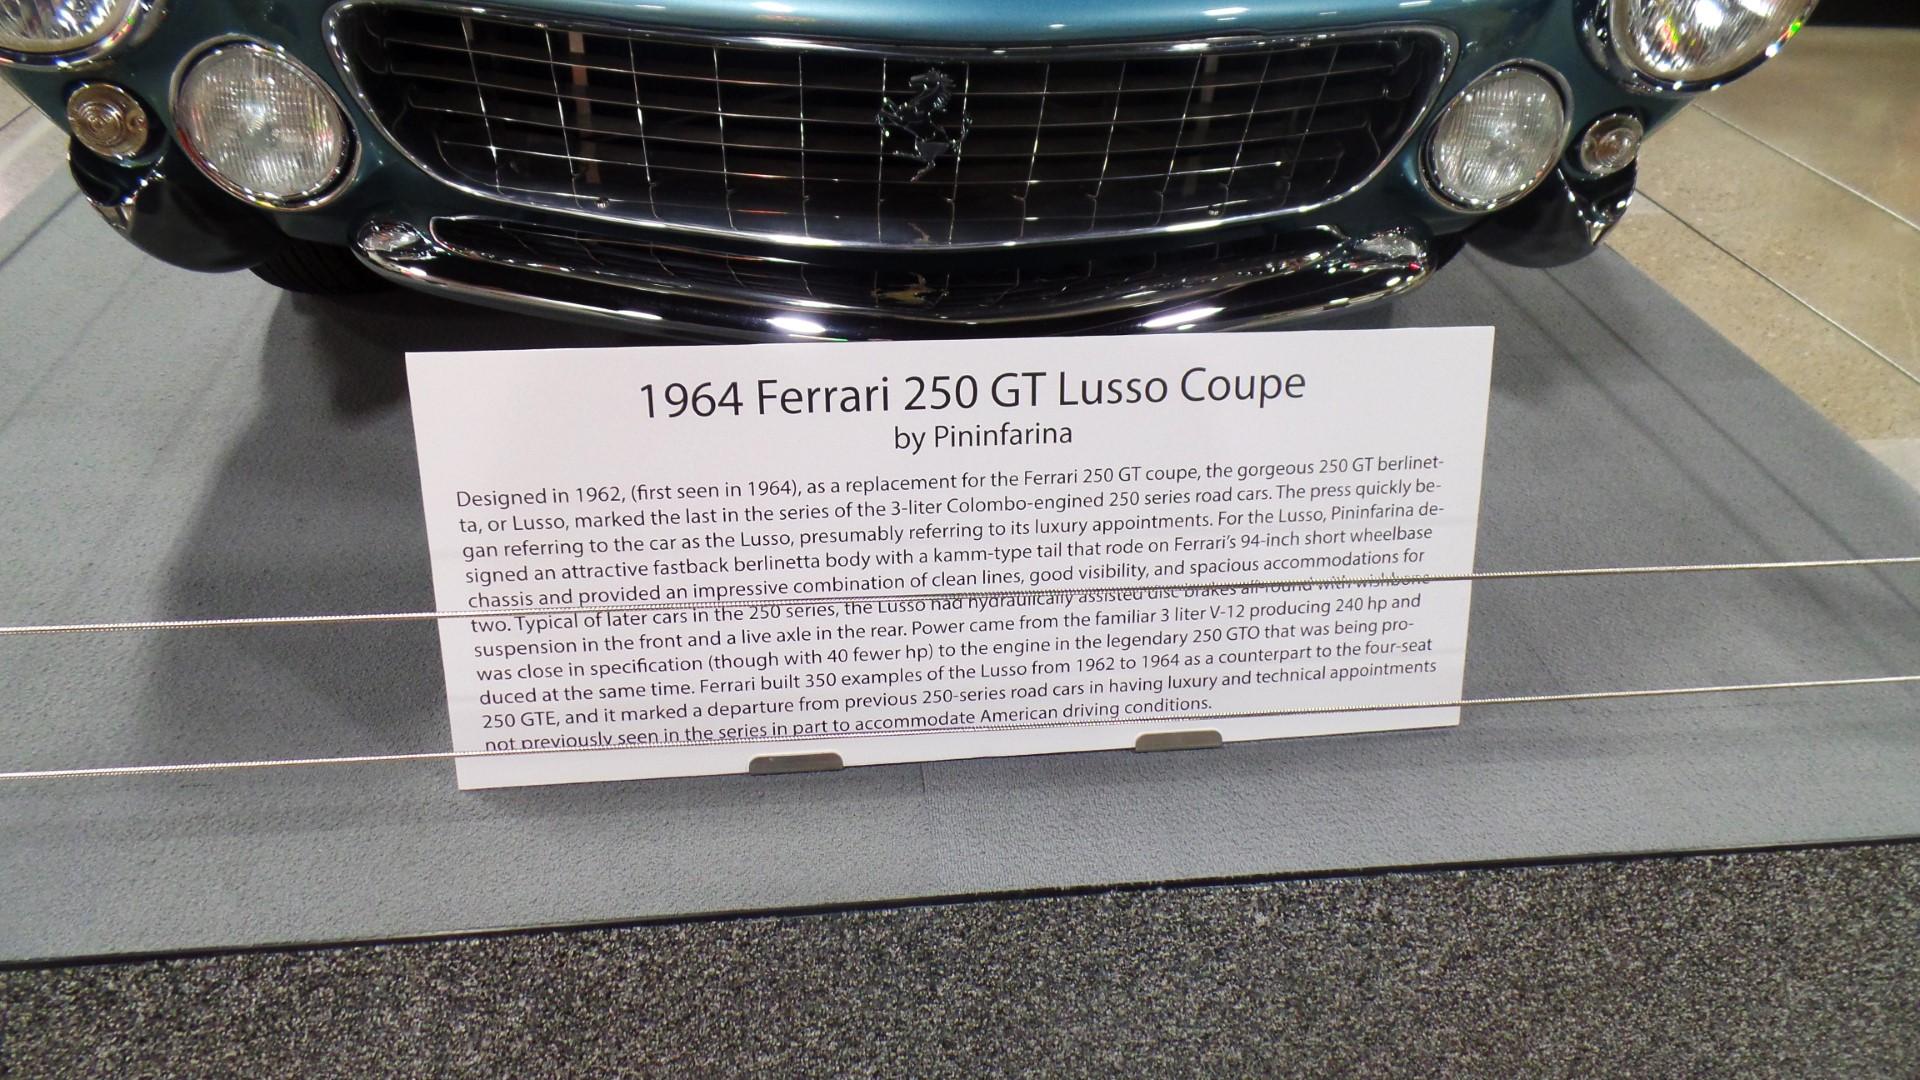 1964 Ferrari 250 GT Lusso Coupe
by Pininfarina
Designed in 1962, (first seen in 1964), as a replacement for the Ferrari 250 GT coupe, the gorgeous 250 GT berlinet-
ta, or Lusso, marked the last in the series of the 3-liter Colombo-engined 250 series road cars. The press quickly be-
gan referring to the car as the Lusso, presumably referring to its luxury appointments. For the Lusso, Pininfarina de-
signed an attractive fastback berlinetta body with a kamm-type tail that rode on Ferrari's 94-inch short wheelbase
chassis and provided an impressive combination of clean lines, good visibility, and spacious accommodations for
two. Typical of later cars in the 250 series, the Lusso had hydraulically assisted disc brakes all round with wishbone
suspension in the front and a live axle in the rear. Power came from the familiar 3 liter V-12 producing 240 hp and
was close in specification (though with 40 fewer hp) to the engine in the legendary 250 GTO that was being pro-
duced at the same time. Ferrari built 350 examples of the Lusso from 1962 to 1964 as a counterpart to the four-seat
250 GTE, and it marked a departure from previous 250-series road cars in having luxury and technical appointments
not previously seen in the series in part to accommodate American driving conditions.